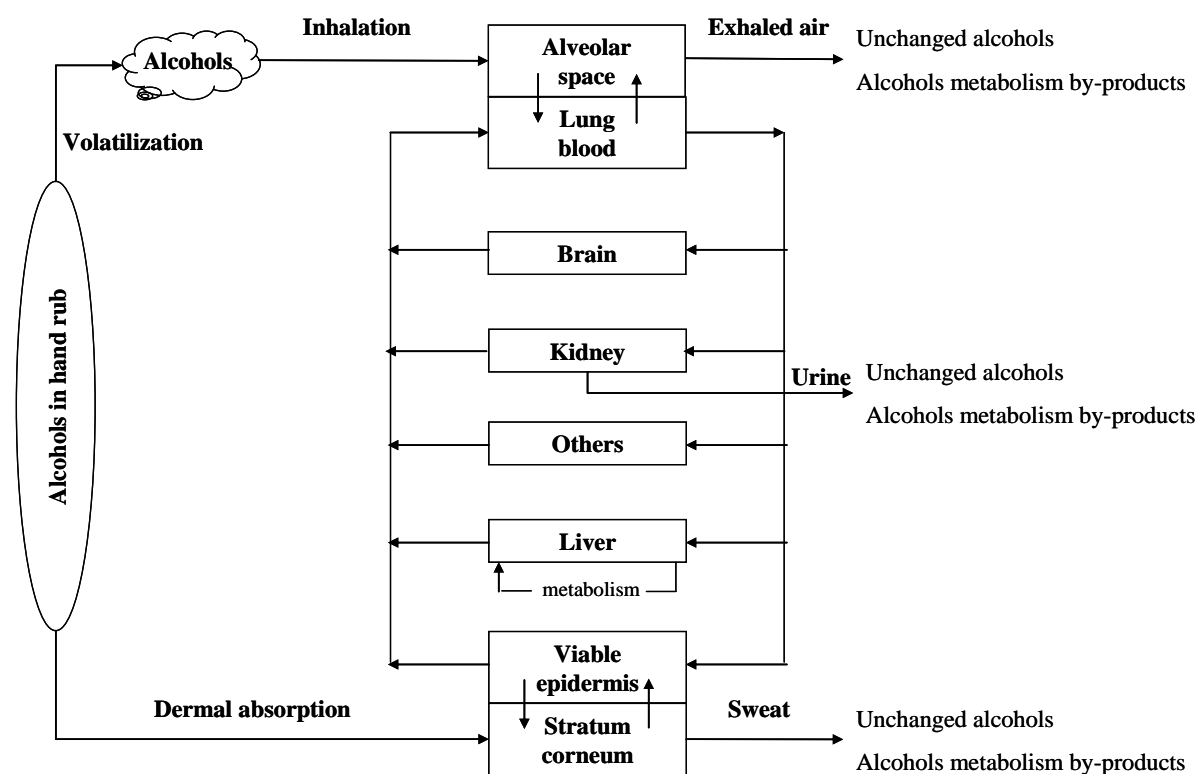 Inhalation
Exhaled air
Alcohols
Alveolar
space
Unchanged alcohols
Alcohols metabolism by-products
Volatilization
Lung
blood
Brain
Alcohols in hand rub
Kidney
Urine
Unchanged alcohols
Alcohols metabolism by-products
Others
Liver
metabolism
Viable
epidermis
Dermal absorption
Sweat
Stratum
corneum
Unchanged alcohols
Alcohols metabolism by-products